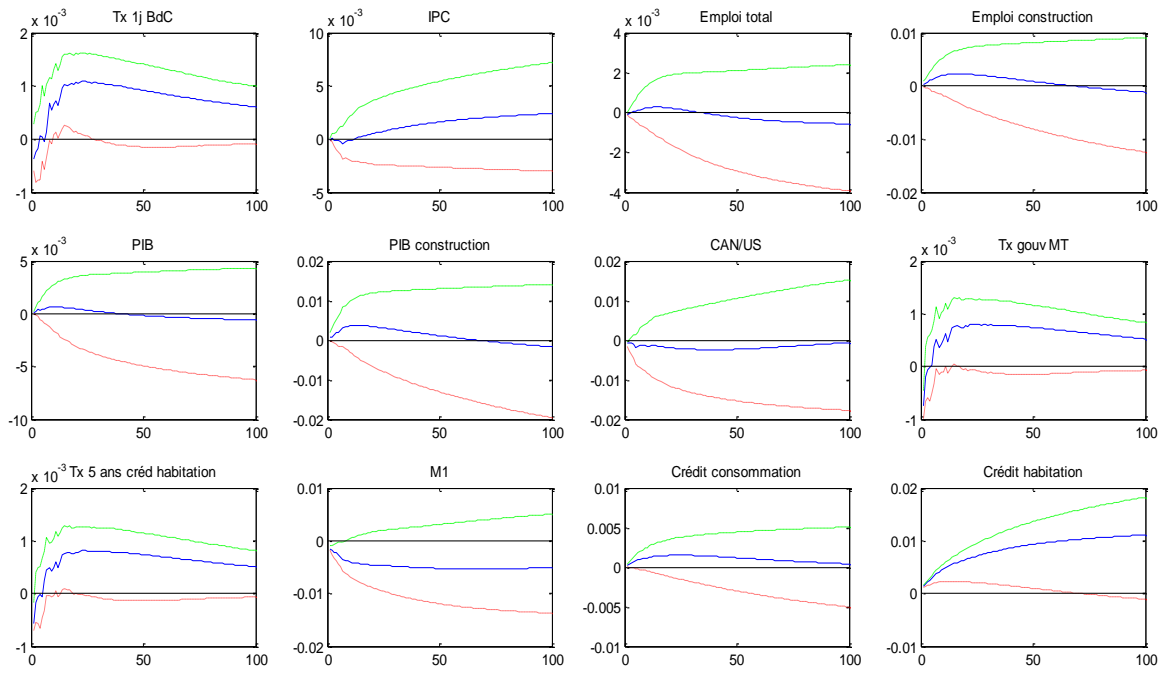 Tx 1j BdC IPC Emploi total Emploi construction
x 10-3 x 10-3 x 10-3
2 10 4 0.01
1 5 2 0
0 0 0 -0.01
-2
-1 -5 -4 -0.02
0 50 100 0 50 100 0 50 100 0 50 100
PIB PIB construction CAN/US Tx gouv MT
x 10-3 x 10-3
5 0.02 0.02 2
0 0.01 0.01 1
0 0
-5 -0.01 -0.01 0
-10 -0.02 -0.02 -1
0 50 100 0 50 100 0 50 100 0 50 100
x 10-3 Tx 5 ans créd habitation M1 Crédit consommation Crédit habitation
2 0.01 0.01 0.02
1 0 0.005 0.01
0
0 -0.01 -0.005 0
-1 -0.02 -0.01 -0.01
0 50 100 0 50 100 0 50 100 0 50 100